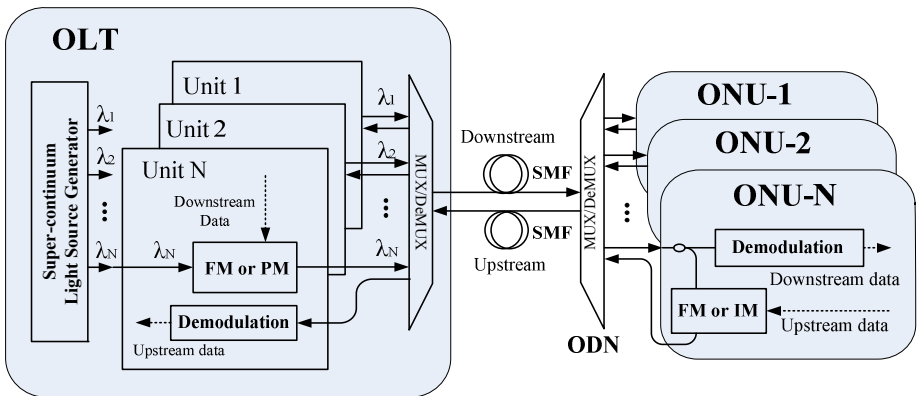 OLT
Super-continuum
Light Source Generator
λ1
λ2
...
λN
Unit 1
Unit 2
Unit N
Downstream
Data
λN
FM or PM
Demodulation
Upstream data
λ1
λ2
...
λN
MUX/DeMUX
Downstream
SMF
SMF
Upstream
MUX/DeMUX
ODN
...
ONU-1
ONU-2
ONU-N
Demodulation
Downstream data
FM or IM
Upstream data